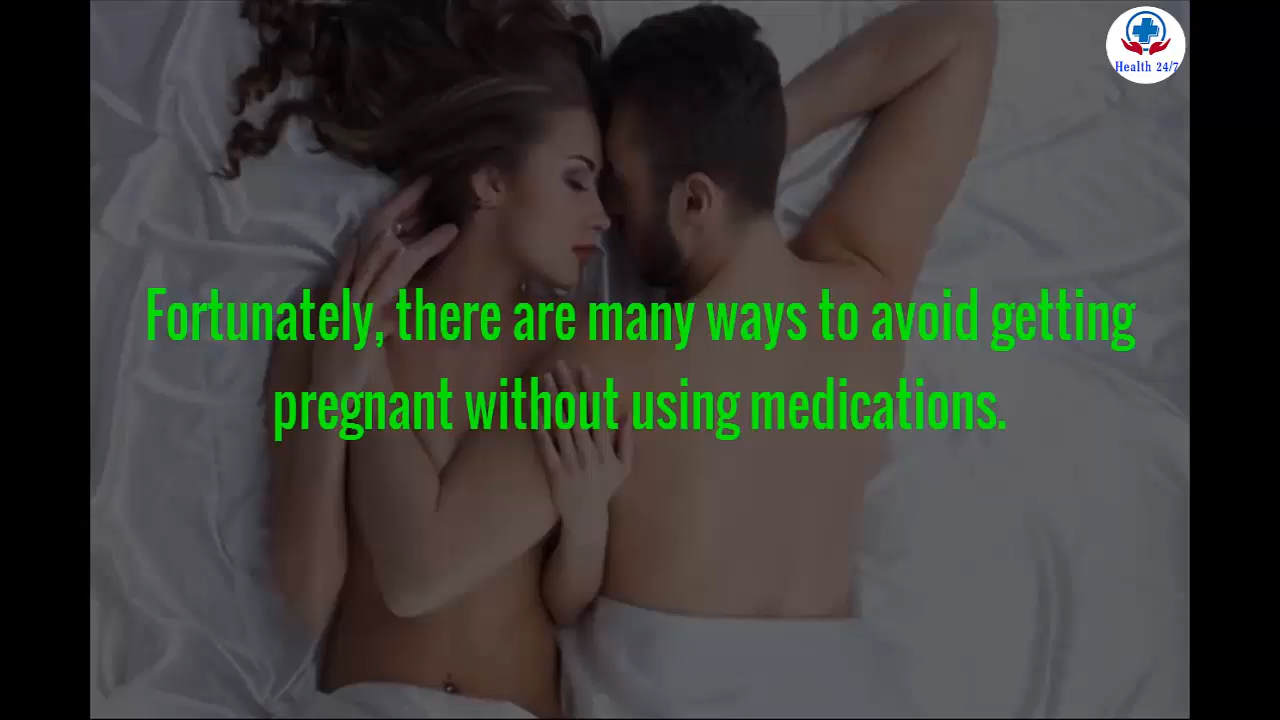 Health 24/7
Fortunately, there are many ways to avoid getting
pregnant without using medications.